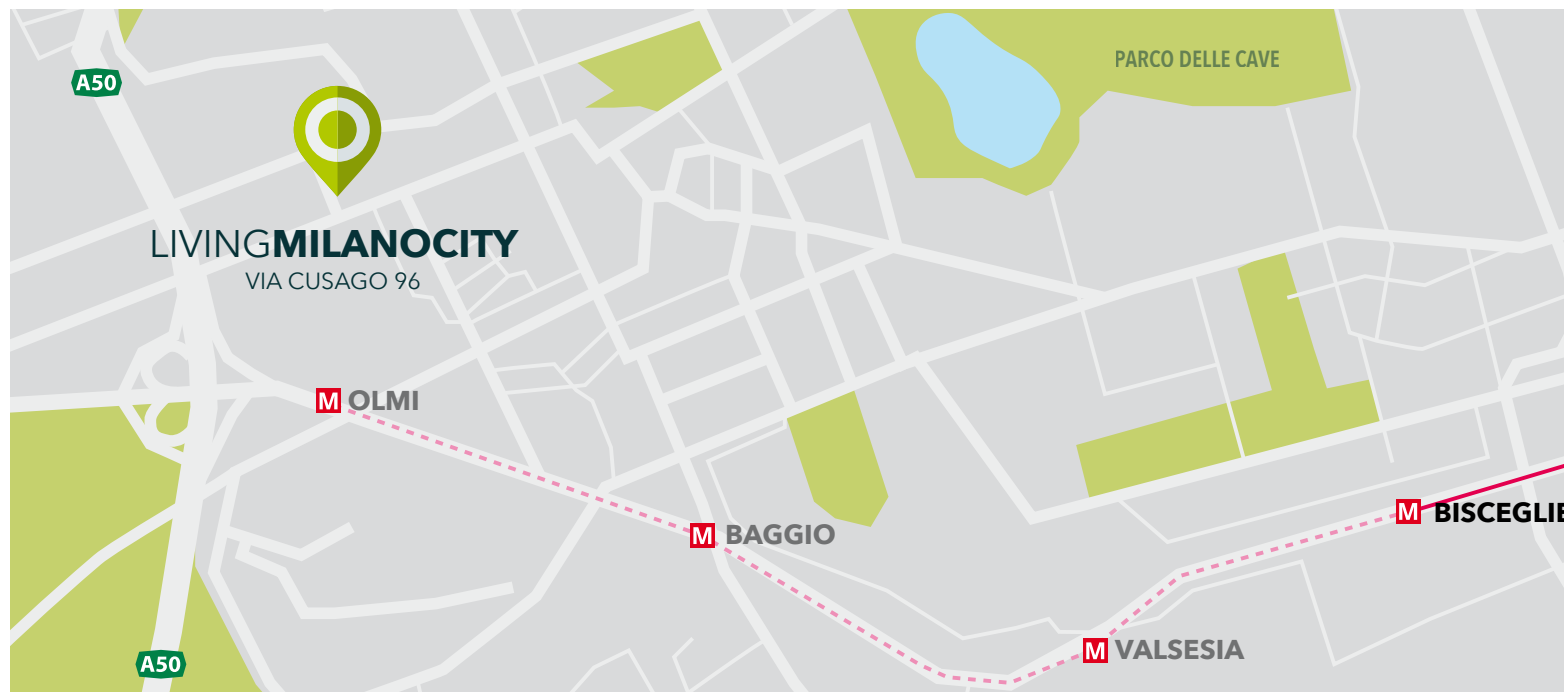 PARCO DELLE CAVE
A50
LIVINGMILANOCITY
VIA CUSAGO 96
M OLMI
M BISCEGLIE
M BAGGIO
M VALSESIA
A50